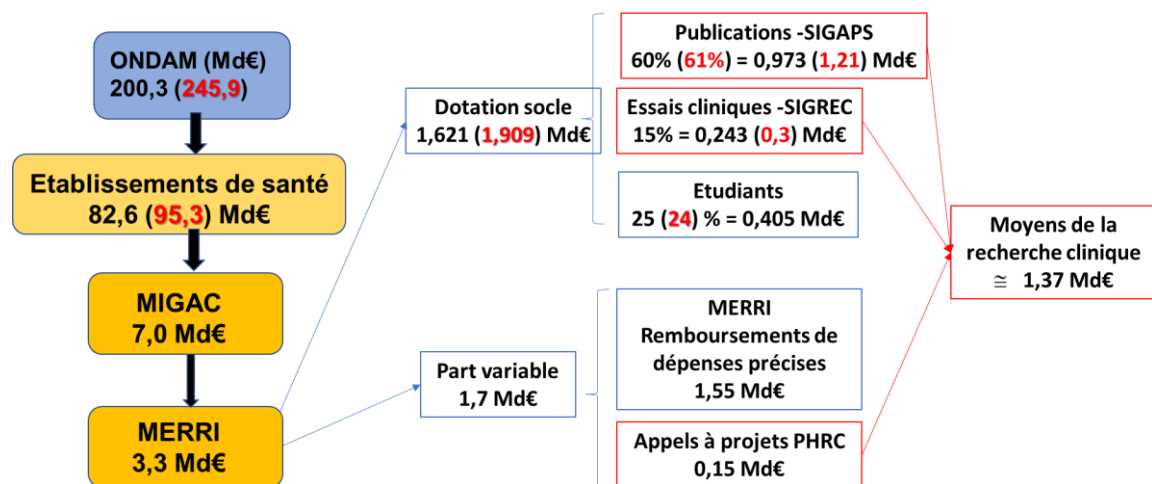 ONDAM (Md€)
200,3 (245,9)
Etablissements de santé
82,6 (95,3) Md€
MIGAC
7,0 Md€
MERRI
3,3 Md€
Dotation socle
1,621 (1,909) Md€
Part variable
1,7 Md€
Publications -SIGAPS
60% (61%) = 0,973 (1,21) Md€
Essais cliniques -SIGREC
15% = 0,243 (0,3) Md€
Etudiants
25 (24) % = 0,405 Md€
MERRI
Remboursements de
dépenses précises
1,55 Md€
Appels à projets PHRC
0,15 Md€
Moyens de la
recherche clinique
≅ 1,37 Md€